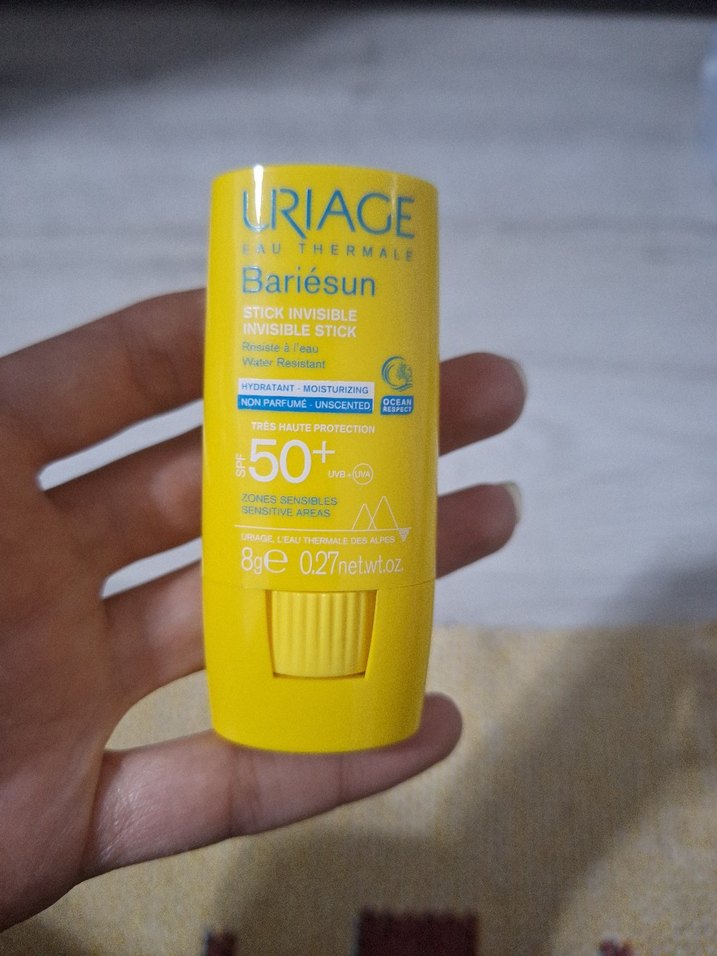 URIAGE
EAU THERMALE
Bariésun
STICK INVISIBLE
INVISIBLE STICK
Résiste à l'eau
Water Resistant
HYDRATANT - MOISTURIZING
NON PARFUMÉ - UNSCENTED
OCEAN
RESPECT
TRÈS HAUTE PROTECTION
SPF 50+ UVB + UVA
ZONES SENSIBLES
SENSITIVE AREAS
URIAGE, L'EAU THERMALE DES ALPES
8g℮ 0.27net.wt.oz.